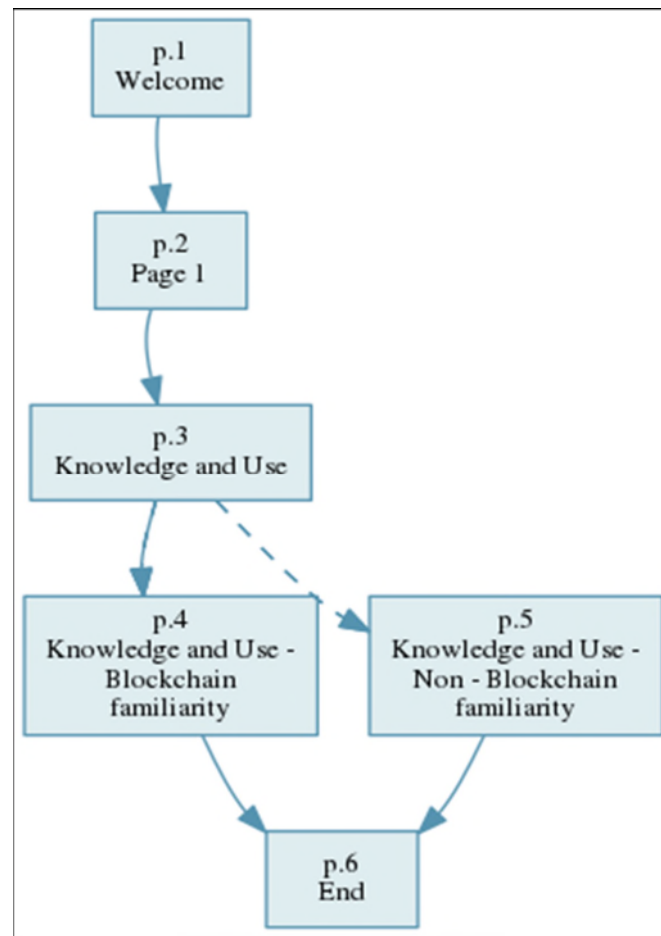 p.1
Welcome
p.2
Page 1
p.3
Knowledge and Use
p.4
Knowledge and Use -
Blockchain
familiarity
p.5
Knowledge and Use -
Non - Blockchain
familiarity
p.6
End